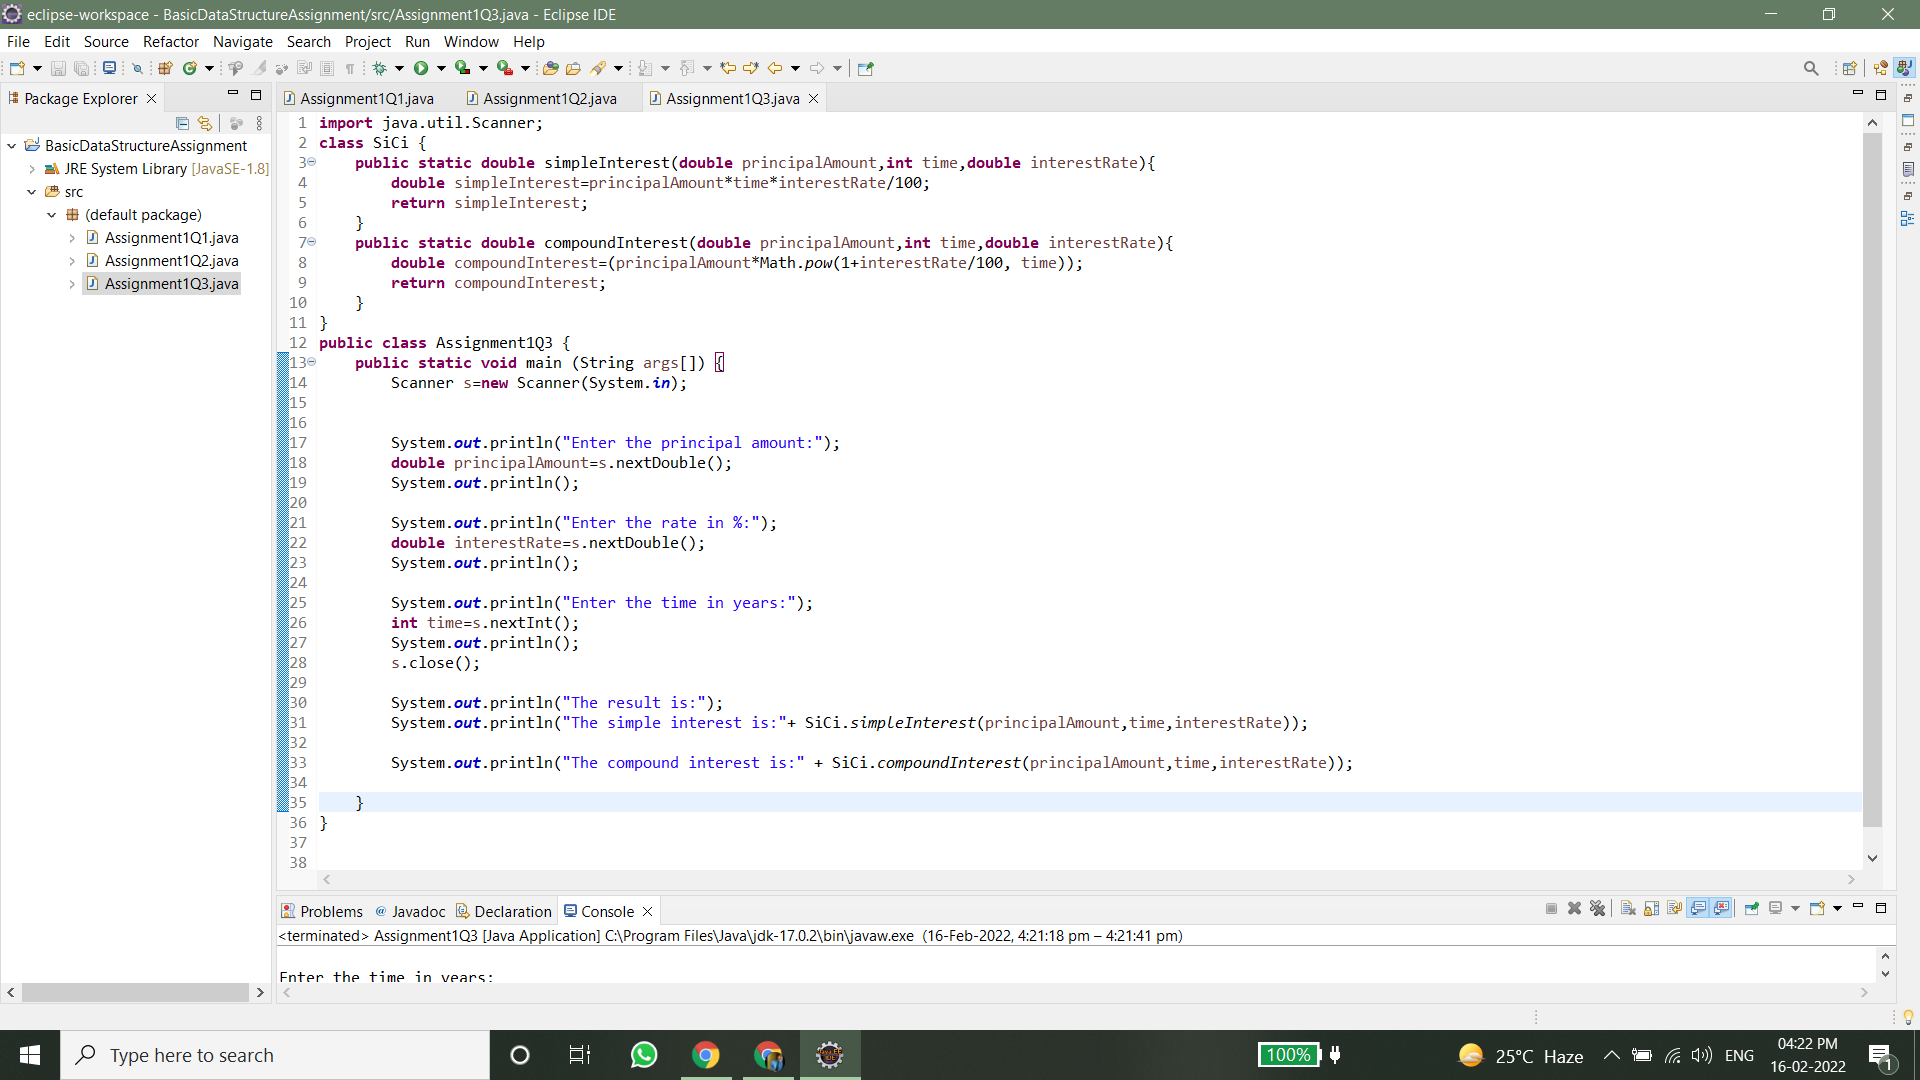 eclipse-workspace - BasicDataStructureAssignment/src/Assignment1Q3.java - Eclipse IDE
File Edit Source Refactor Navigate Search Project Run Window Help
Package Explorer
Assignment1Q1.java Assignment1Q2.java Assignment1Q3.java
BasicDataStructureAssignment
JRE System Library [JavaSE-1.8]
src
(default package)
Assignment1Q1.java
Assignment1Q2.java
Assignment1Q3.java
1 import java.util.Scanner;
2 class SiCi {
3 public static double simpleInterest(double principalAmount,int time,double interestRate){
4 double simpleInterest=principalAmount*time*interestRate/100;
5 return simpleInterest;
6 }
7 public static double compoundInterest(double principalAmount,int time,double interestRate){
8 double compoundInterest=(principalAmount*Math.pow(1+interestRate/100, time));
9 return compoundInterest;
10 }
11 }
12 public class Assignment1Q3 {
13 public static void main (String args[]) {
14 Scanner s=new Scanner(System.in);
15
16
17 System.out.println("Enter the principal amount:");
18 double principalAmount=s.nextDouble();
19 System.out.println();
20
21 System.out.println("Enter the rate in %:");
22 double interestRate=s.nextDouble();
23 System.out.println();
24
25 System.out.println("Enter the time in years:");
26 int time=s.nextInt();
27 System.out.println();
28 s.close();
29
30 System.out.println("The result is:");
31 System.out.println("The simple interest is:"+ SiCi.simpleInterest(principalAmount,time,interestRate));
32
33 System.out.println("The compound interest is:" + SiCi.compoundInterest(principalAmount,time,interestRate));
34
35 }
36 }
37
38
Problems @ Javadoc Declaration Console
<terminated> Assignment1Q3 [Java Application] C:\Program Files\Java\jdk-17.0.2\bin\javaw.exe (16-Feb-2022, 4:21:18 pm – 4:21:41 pm)
Enter the time in years:
Type here to search
100%
25°C Haze
ENG
04:22 PM
16-02-2022
1